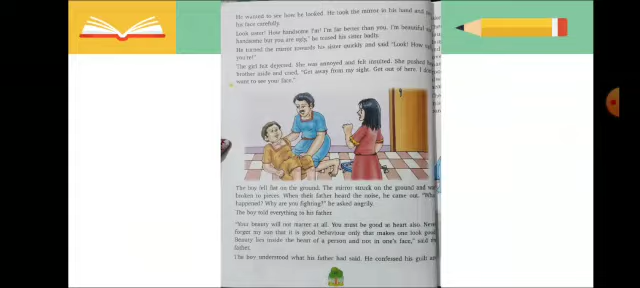 He wanted to see how he looked. He took the mirror in his hand and
his face carefully.
Look sister! How handsome I'm! I'm far better than you. I'm beautiful
handsome but you are ugly," he teased his sister badly.
He turned the mirror towards his sister quickly and said "Look! How
you're!"
The girl felt dejected. She was annoyed and felt insulted. She pushed
brother aside and cried, "Get away from my sight. Get out of here. I
want to see your face."
The boy fell flat on the ground. The mirror struck on the ground and was
broken to pieces. When their father heard the noise, he came out. "What
happened? Why are you fighting?" he asked angrily.
The boy told everything to his father.
"Your beauty will not matter at all. You must be good at heart also. Never
forget my son that it is good behaviour only that makes one look good.
Beauty lies inside the heart of a person and not in one's face," said the
father.
The boy understood what his father had said. He confessed his guilt